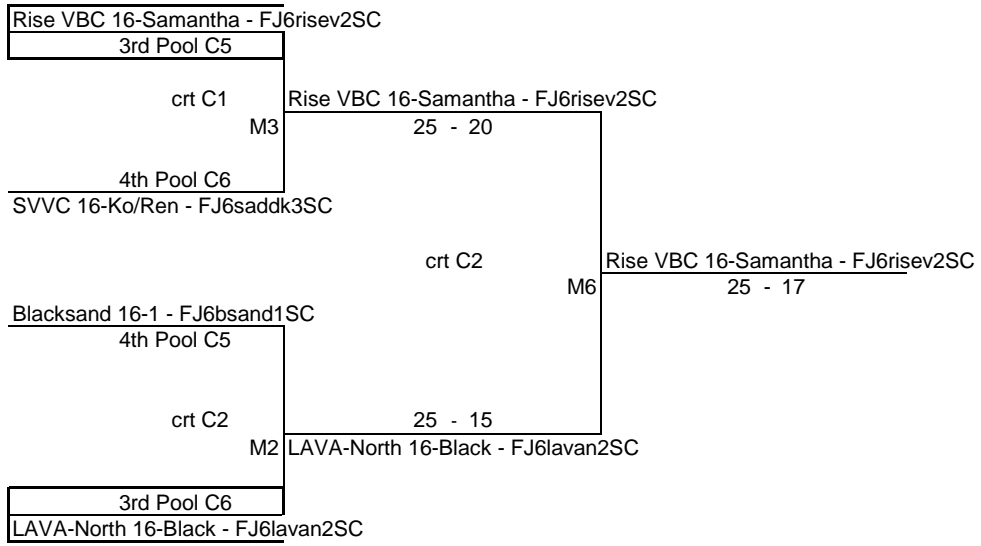 Rise VBC 16-Samantha - FJ6risev2SC
3rd Pool C5
crt C1
Rise VBC 16-Samantha - FJ6risev2SC
M3
25 - 20
4th Pool C6
SVVC 16-Ko/Ren - FJ6saddk3SC
crt C2
Rise VBC 16-Samantha - FJ6risev2SC
M6
25 - 17
Blacksand 16-1 - FJ6bsand1SC
4th Pool C5
crt C2
25 - 15
M2
LAVA-North 16-Black - FJ6lavan2SC
3rd Pool C6
LAVA-North 16-Black - FJ6lavan2SC